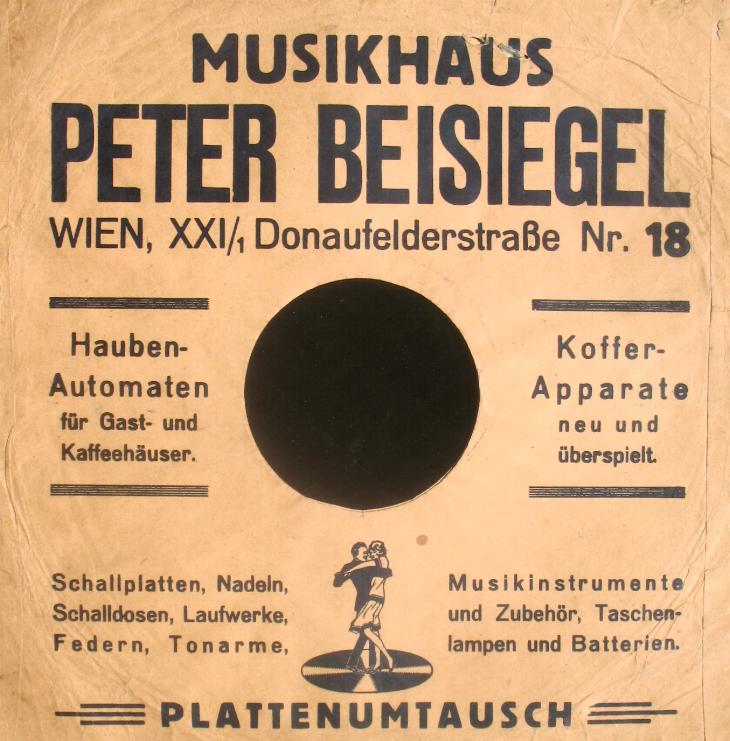 MUSIKHAUS
PETER BEISIEGEL
WIEN, XXI/1 Donaufelderstraße Nr. 18
Hauben-
Automaten
für Gast- und
Kaffeehäuser.
Koffer-
Apparate
neu und
überspielt.
Schallplatten, Nadeln,
Schalldosen, Laufwerke,
Federn, Tonarme,
Musikinstrumente
und Zubehör, Taschen-
lampen und Batterien.
PLATTENUMTAUSCH